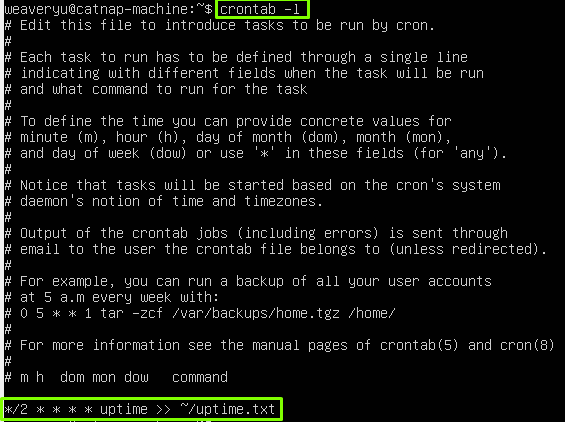 weaveryu@catnap-machine:~$ crontab -l
# Edit this file to introduce tasks to be run by cron.
#
# Each task to run has to be defined through a single line
# indicating with different fields when the task will be run
# and what command to run for the task
#
# To define the time you can provide concrete values for
# minute (m), hour (h), day of month (dom), month (mon),
# and day of week (dow) or use '*' in these fields (for 'any').
#
# Notice that tasks will be started based on the cron's system
# daemon's notion of time and timezones.
#
# Output of the crontab jobs (including errors) is sent through
# email to the user the crontab file belongs to (unless redirected).
#
# For example, you can run a backup of all your user accounts
# at 5 a.m every week with:
# 0 5 * * 1 tar -zcf /var/backups/home.tgz /home/
#
# For more information see the manual pages of crontab(5) and cron(8)
#
# m h  dom mon dow   command
*/2 * * * * uptime >> ~/uptime.txt